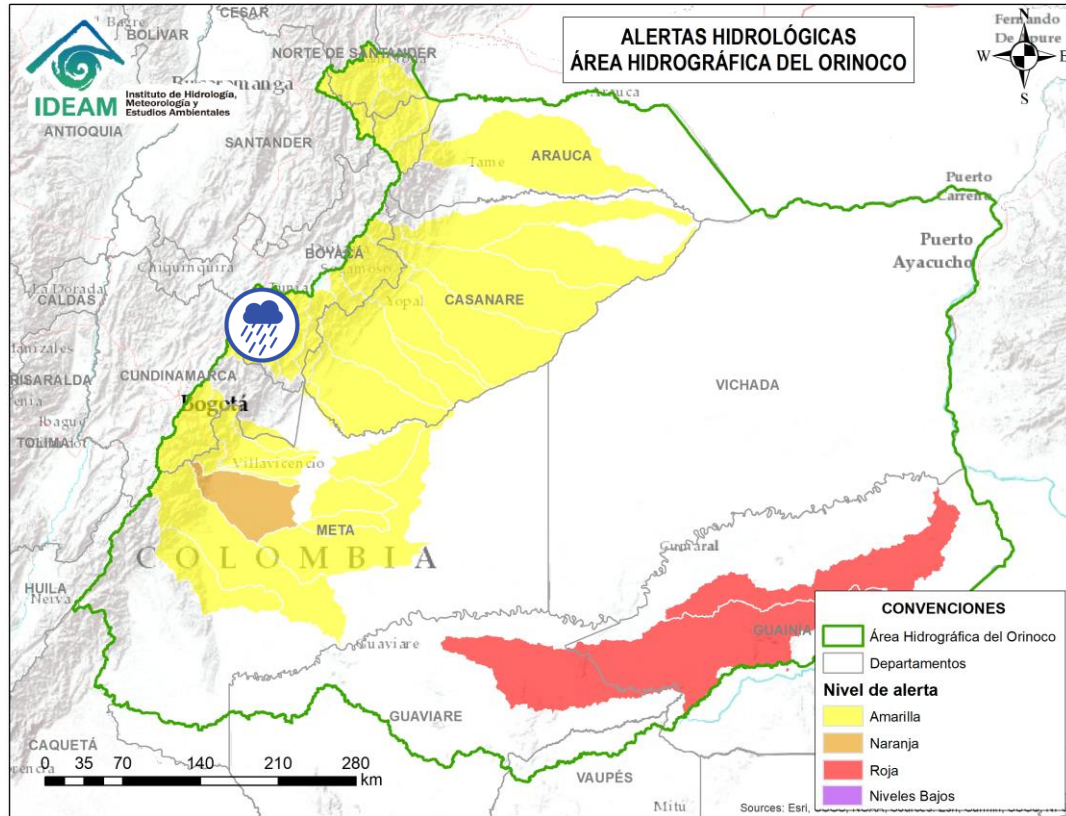 CESAR
Bagre
BOLÍVAR
NORTE DE SANTANDER
ALERTAS HIDROLÓGICAS
ÁREA HIDROGRÁFICA DEL ORINOCO
N
W
E
S
IDEAM
Instituto de Hidrología,
Meteorología y
Estudios Ambientales
ANTIOQUIA
SANTANDER
Arauca
ARAUCA
Tame
Puerto
Carreño
Puerto
Ayacucho
BOYACÁ
Chiquinquirá
La Dorada
CALDAS
Tunja
Yopal
CASANARE
VICHADA
CUNDINAMARCA
RISARALDA
Bogotá
Ibagué
TOLIMA
Villavicencio
META
COLOMBIA
Cumaral
HUILA
Neiva
Guaviare
GUAINÍA
GUAVIARE
CAQUETÁ
VAUPÉS
Mitú
0 35 70 140 210 280
km
CONVENCIONES
Área Hidrográfica del Orinoco
Departamentos
Nivel de alerta
Amarilla
Naranja
Roja
Niveles Bajos
Sources: Esri,